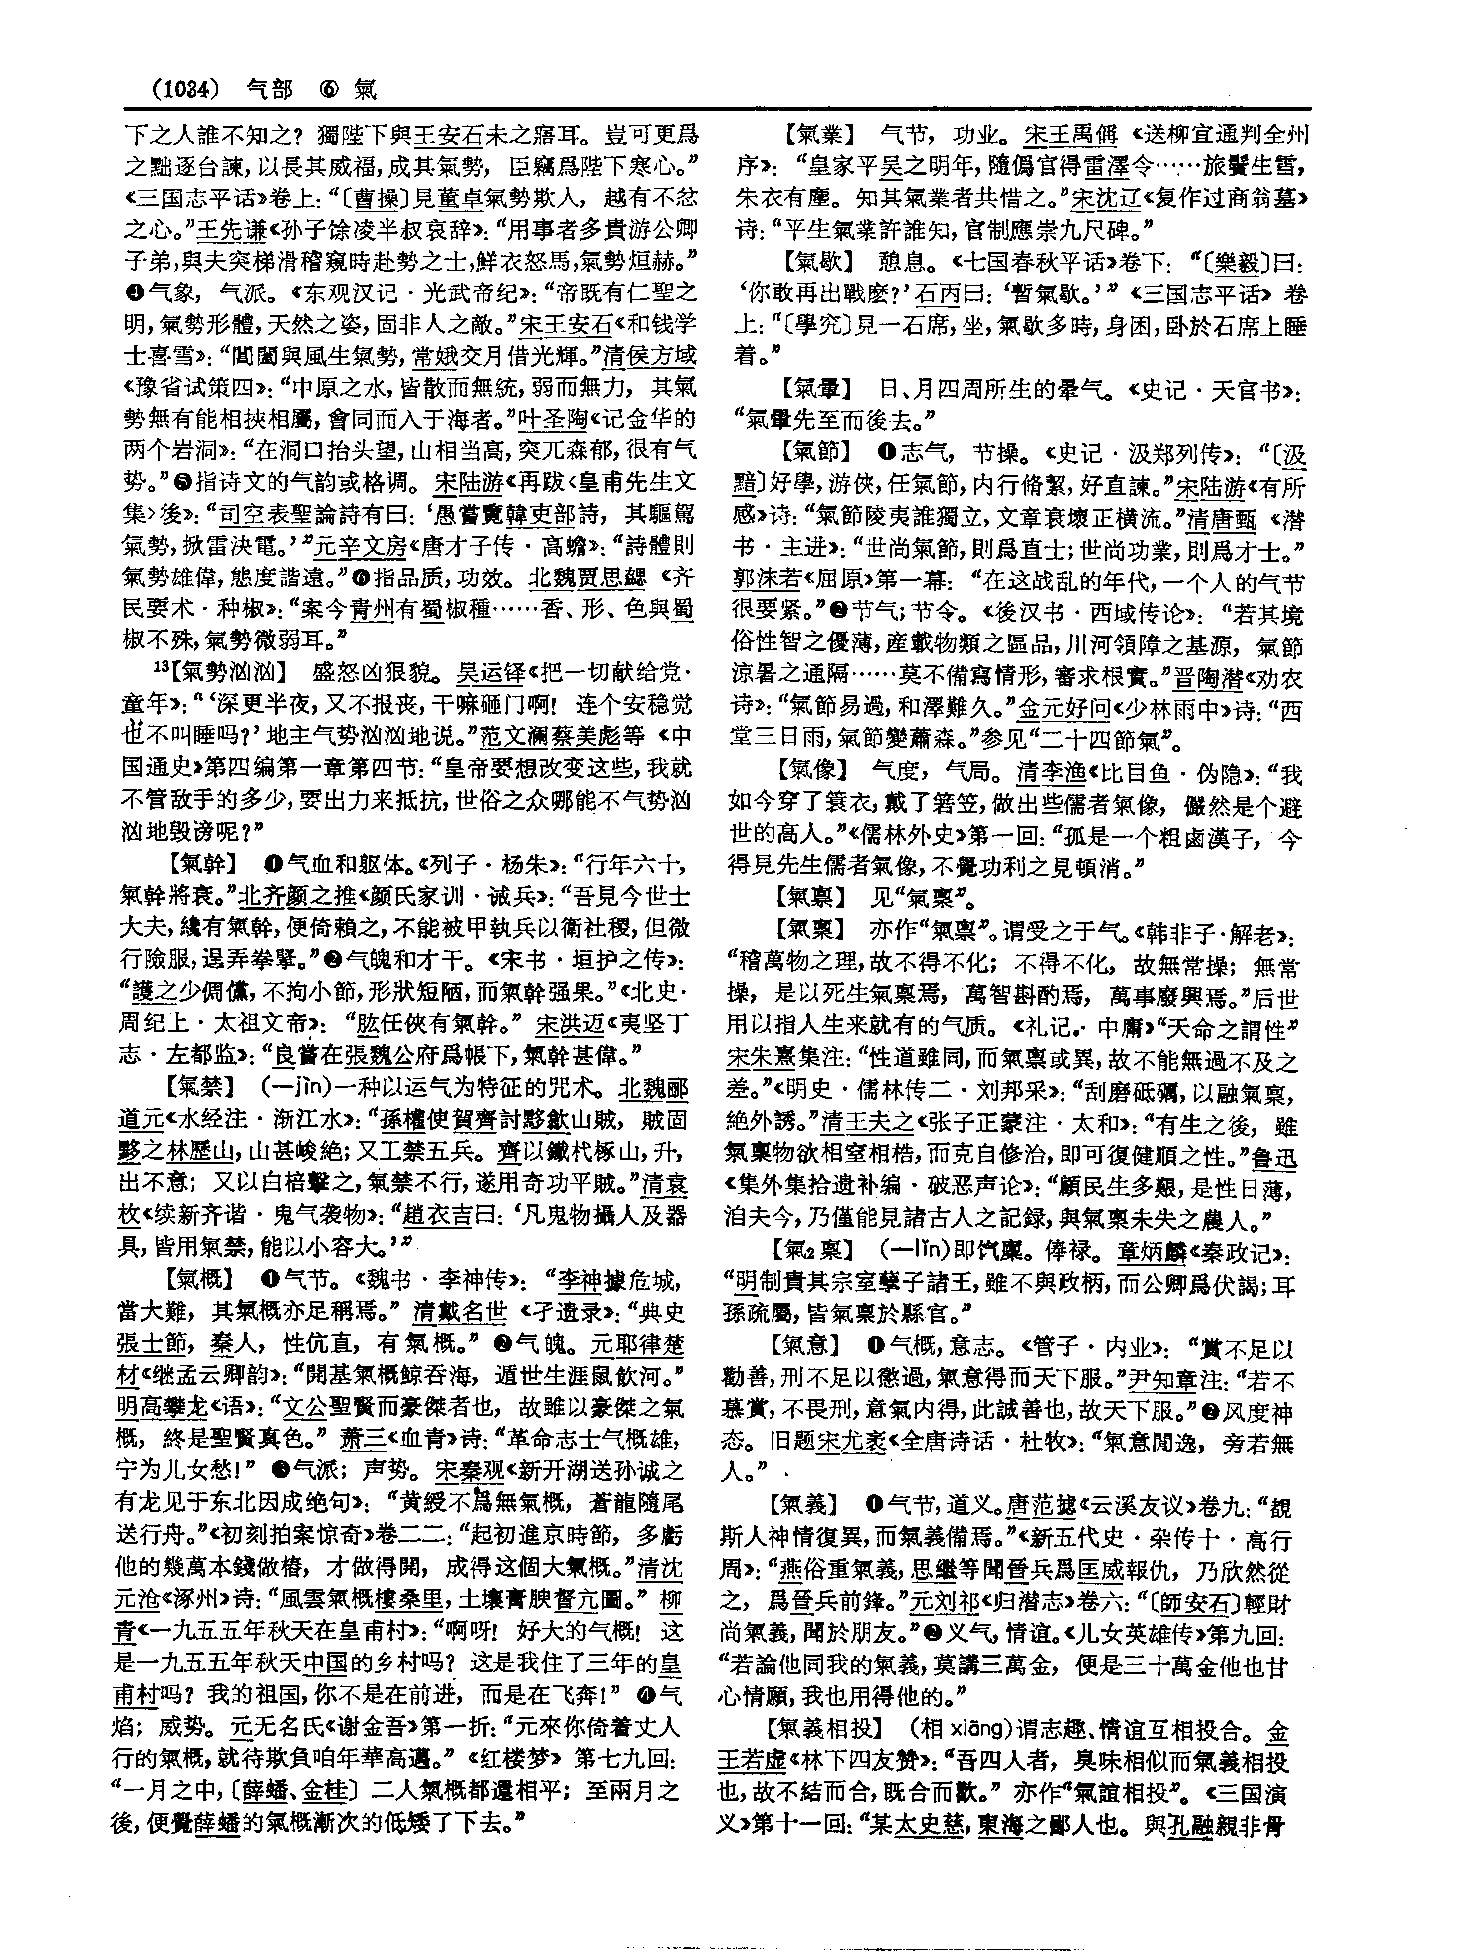 (1034) 气部 ⑥ 氣
下之人誰不知之？獨陛下與王安石未之寤耳。豈可更爲
之黜逐台諫，以長其威福，成其氣勢，臣竊爲陛下寒心。”
《三国志平话》卷上：“〔曹操〕見董卓氣勢欺人，越有不忿
之心。”王先谦《孙子馀凌半叔哀辞》：“用事者多貴游公卿
子弟，與夫突梯滑稽窺時赴勢之士，鮮衣怒馬，氣勢烜赫。”
❹气象，气派。《东观汉记·光武帝纪》：“帝既有仁聖之
明，氣勢形體，天然之姿，固非人之敵。”宋王安石《和钱学
士喜雪》：“閶闔與風生氣勢，常娥交月借光輝。”清侯方域
《豫省试策四》：“中原之水，皆散而無統，弱而無力，其氣
勢無有能相挾相屬，會同而入于海者。”叶圣陶《记金华的
两个岩洞》：“在洞口抬头望，山相当高，突兀森郁，很有气
势。”❺指诗文的气韵或格调。宋陆游《再跋〈皇甫先生文
集〉後》：“司空表聖論詩有曰：‘愚嘗覽韓吏部詩，其驅駕
氣勢，掀雷決電。’”元辛文房《唐才子传·高蟾》：“詩體則
氣勢雄偉，態度諧遠。”❻指品质，功效。北魏贾思勰《齐
民要术·种椒》：“案今青州有蜀椒種……香、形、色與蜀
椒不殊，氣勢微弱耳。”
13【氣勢汹汹】 盛怒凶狠貌。吴运铎《把一切献给党·
童年》：“‘深更半夜，又不报丧，干嘛砸门啊！连个安稳觉
也不叫睡吗？’地主气势汹汹地说。”范文澜蔡美彪等《中
国通史》第四编第一章第四节：“皇帝要想改变这些，我就
不管敌手的多少，要出力来抵抗，世俗之众哪能不气势汹
汹地毁谤呢？”
【氣幹】 ❶气血和躯体。《列子·杨朱》：“行年六十，
氣幹將衰。”北齐颜之推《颜氏家训·诫兵》：“吾見今世士
大夫，纔有氣幹，便倚賴之，不能被甲執兵以衛社稷，但微
行險服，逞弄拳掔。”❷气魄和才干。《宋书·垣护之传》：
“護之少倜儻，不拘小節，形狀短陋，而氣幹强果。”《北史·
周纪上·太祖文帝》：“肱任俠有氣幹。”宋洪迈《夷坚丁
志·左都监》：“良嘗在張魏公府爲帳下，氣幹甚偉。”
【氣禁】 （—jìn）一种以运气为特征的咒术。北魏郦
道元《水经注·渐江水》：“孫權使賀齊討黟歙山賊，賊固
黟之林歷山，山甚峻絶；又工禁五兵。齊以鐵杙椓山，升，
出不意；又以白棓擊之，氣禁不行，遂用奇功平賊。”清袁
枚《续新齐谐·鬼气袭物》：“趙衣吉曰：‘凡鬼物攝人及器
具，皆用氣禁，能以小容大。’”
【氣概】 ❶气节。《魏书·李神传》：“李神據危城，
當大難，其氣概亦足稱焉。”清戴名世《孑遗录》：“典史
張士節，秦人，性伉直，有氣概。”❷气魄。元耶律楚
材《继孟云卿韵》：“開基氣概鲸吞海，遁世生涯鼠飲河。”
明高攀龙《语》：“文公聖賢而豪傑者也，故雖以豪傑之氣
概，終是聖賢真色。”萧三《血青》诗：“革命志士气概雄，
宁为儿女愁！”❸气派；声势。宋秦观《新开湖送孙诚之
有龙见于东北因成绝句》：“黄綬不爲無氣概，蒼龍隨尾
送行舟。”《初刻拍案惊奇》卷二二：“起初進京時節，多虧
他的幾萬本錢做樁，才做得開，成得这個大氣概。”清沈
元沧《涿州》诗：“風雲氣概樓桑里，土壤膏腴督亢圖。”柳
青《一九五五年秋天在皇甫村》：“啊呀！好大的气概！这
是一九五五年秋天中国的乡村吗？这是我住了三年的皇
甫村吗？我的祖国，你不是在前进，而是在飞奔！”❹气
焰；威势。元无名氏《谢金吾》第一折：“元來你倚着丈人
行的氣概，就待欺負咱年華高邁。”《红楼梦》第七九回：
“一月之中，〔薛蟠、金桂〕二人氣概都還相平；至兩月之
後，便覺薛蟠的氣概漸次的低矮了下去。”
【氣業】 气节，功业。宋王禹偁《送柳宜通判全州
序》：“皇家平吴之明年，隨僞官得雷澤令……旅鬢生雪，
朱衣有塵。知其氣業者共惜之。”宋沈辽《复作过商翁墓》
诗：“平生氣業許誰知，官制應崇九尺碑。”
【氣歇】 憩息。《七国春秋平话》卷下：“〔樂毅〕曰：
‘你敢再出戰麽？’石丙曰：‘暫氣歇。’”《三国志平话》卷
上：“〔學究〕見一石席，坐，氣歇多時，身困，卧於石席上睡
着。”
【氣暈】 日、月四周所生的晕气。《史记·天官书》：
“氣暈先至而後去。”
【氣節】 ❶志气，节操。《史记·汲郑列传》：“〔汲
黯〕好學，游俠，任氣節，内行脩絜，好直諫。”宋陆游《有所
感》诗：“氣節陵夷誰獨立，文章衰壞正横流。”清唐甄《潜
书·主进》：“世尚氣節，則爲直士；世尚功業，則爲才士。”
郭沫若《屈原》第一幕：“在这战乱的年代，一个人的气节
很要紧。”❷节气；节令。《後汉书·西域传论》：“若其境
俗性智之優薄，産載物類之區品，川河領障之基源，氣節
涼暑之通隔……莫不備寫情形，審求根實。”晋陶潜《劝农
诗》：“氣節易過，和澤難久。”金元好问《少林雨中》诗：“西
堂三日雨，氣節變蕭森。”参见“二十四節氣”。
【氣像】 气度，气局。清李渔《比目鱼·伪隐》：“我
如今穿了簑衣，戴了箬笠，做出些儒者氣像，儼然是个避
世的高人。”《儒林外史》第一回：“孤是一个粗鹵漢子，今
得見先生儒者氣像，不覺功利之見頓消。”
【氣禀】 见“氣稟”。
【氣稟】 亦作“氣禀”。谓受之于气。《韩非子·解老》：
“稽萬物之理，故不得不化；不得不化，故無常操；無常
操，是以死生氣稟焉，萬智斟酌焉，萬事廢興焉。”后世
用以指人生来就有的气质。《礼记·中庸》“天命之謂性”
宋朱熹集注：“性道雖同，而氣稟或異，故不能無過不及之
差。”《明史·儒林传二·刘邦采》：“刮磨砥礪，以融氣稟，
絶外誘。”清王夫之《张子正蒙注·太和》：“有生之後，雖
氣稟物欲相窒相梏，而克自修治，即可復健順之性。”鲁迅
《集外集拾遗补编·破恶声论》：“顧民生多艱，是性日薄，
洎夫今，乃僅能見諸古人之記録，與氣稟未失之農人。”
【氣2稟】 （—lǐn）即饩廩。俸禄。章炳麟《秦政记》：
“明制貴其宗室孽子諸王，雖不與政柄，而公卿爲伏謁；耳
孫疏屬，皆氣稟於縣官。”
【氣意】 ❶气概，意志。《管子·内业》：“賞不足以
勸善，刑不足以懲過，氣意得而天下服。”尹知章注：“若不
慕賞，不畏刑，意氣内得，此誠善也，故天下服。”❷风度神
态。旧题宋尤袤《全唐诗话·杜牧》：“氣意閒逸，旁若無
人。”
【氣義】 ❶气节，道义。唐范摅《云溪友议》卷九：“覩
斯人神情復異，而氣義備焉。”《新五代史·杂传十·高行
周》：“燕俗重氣義，思繼等聞晉兵爲匡威報仇，乃欣然從
之，爲晉兵前鋒。”元刘祁《归潜志》卷六：“〔師安石〕輕財
尚氣義，聞於朋友。”❷义气，情谊。《儿女英雄传》第九回：
“若論他同我的氣義，莫講三萬金，便是三十萬金他也甘
心情願，我也用得他的。”
【氣義相投】 （相 xiāng）谓志趣、情谊互相投合。金
王若虚《林下四友赞》：“吾四人者，臭味相似而氣義相投
也，故不结而合，既合而歡。”亦作“氣誼相投”。《三国演
义》第十一回：“某太史慈，東海之鄙人也。與孔融親非骨